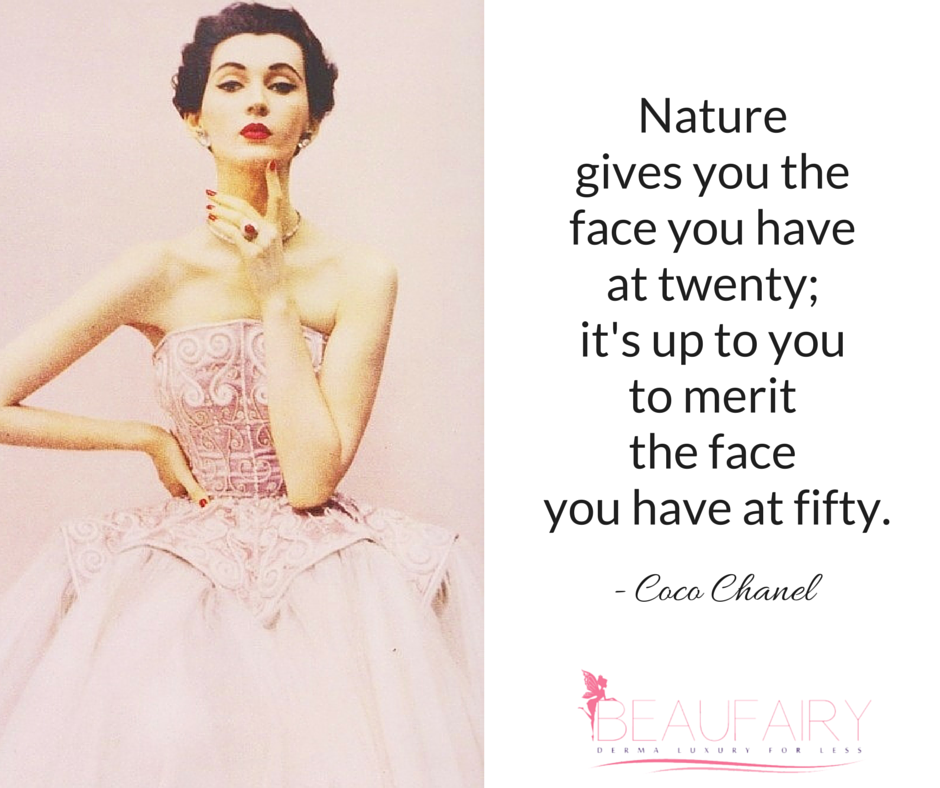 Nature
gives you the
face you have
at twenty;
it's up to you
to merit
the face
you have at fifty.
- Coco Chanel
BEAUFAIRY
DERMA LUXURY FOR LESS